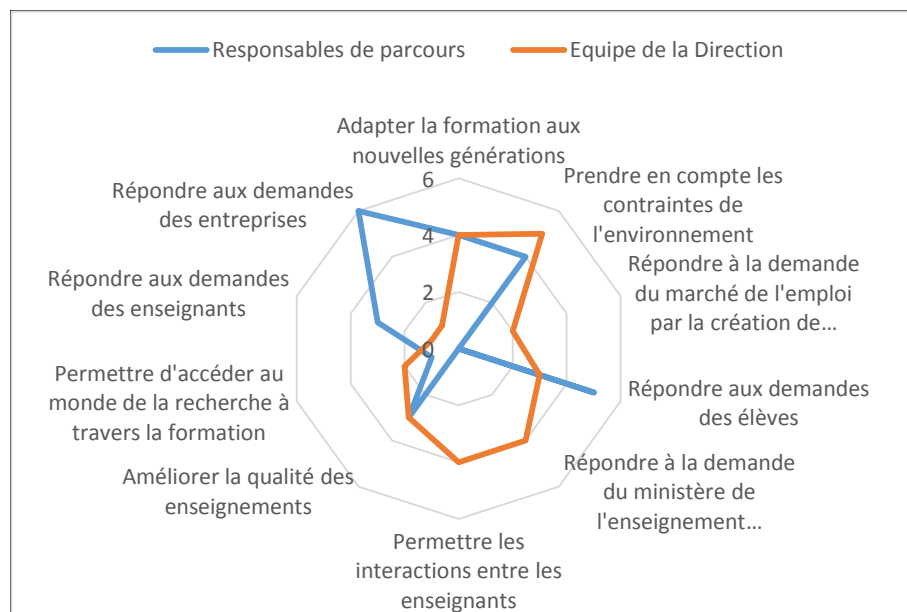 Responsables de parcours
Equipe de la Direction
Adapter la formation aux
nouvelles générations
Prendre en compte les
contraintes de
l'environnement
Répondre à la demande
du marché de l'emploi
par la création de…
Répondre aux demandes
des élèves
Répondre à la demande
du ministère de
l'enseignement…
Permettre les
interactions entre les
enseignants
Améliorer la qualité des
enseignements
Permettre d'accéder au
monde de la recherche à
travers la formation
Répondre aux demandes
des enseignants
Répondre aux demandes
des entreprises
6
4
2
0